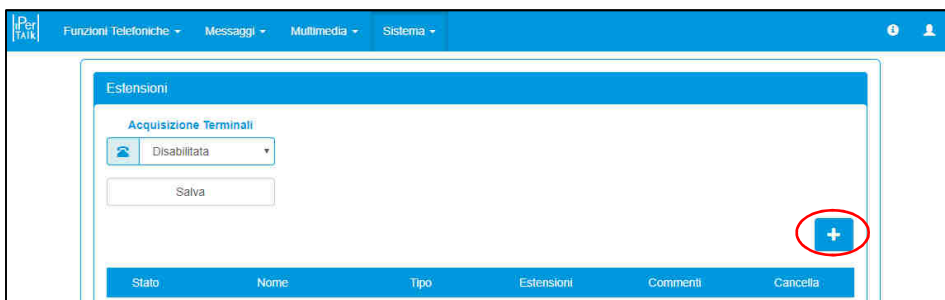 iPer
TALK
Funzioni Telefoniche Messaggi Multimedia Sistema
Estensioni
Acquisizione Terminali
Disabilitata
Salva
+
Stato Nome Tipo Estensioni Commenti Cancella